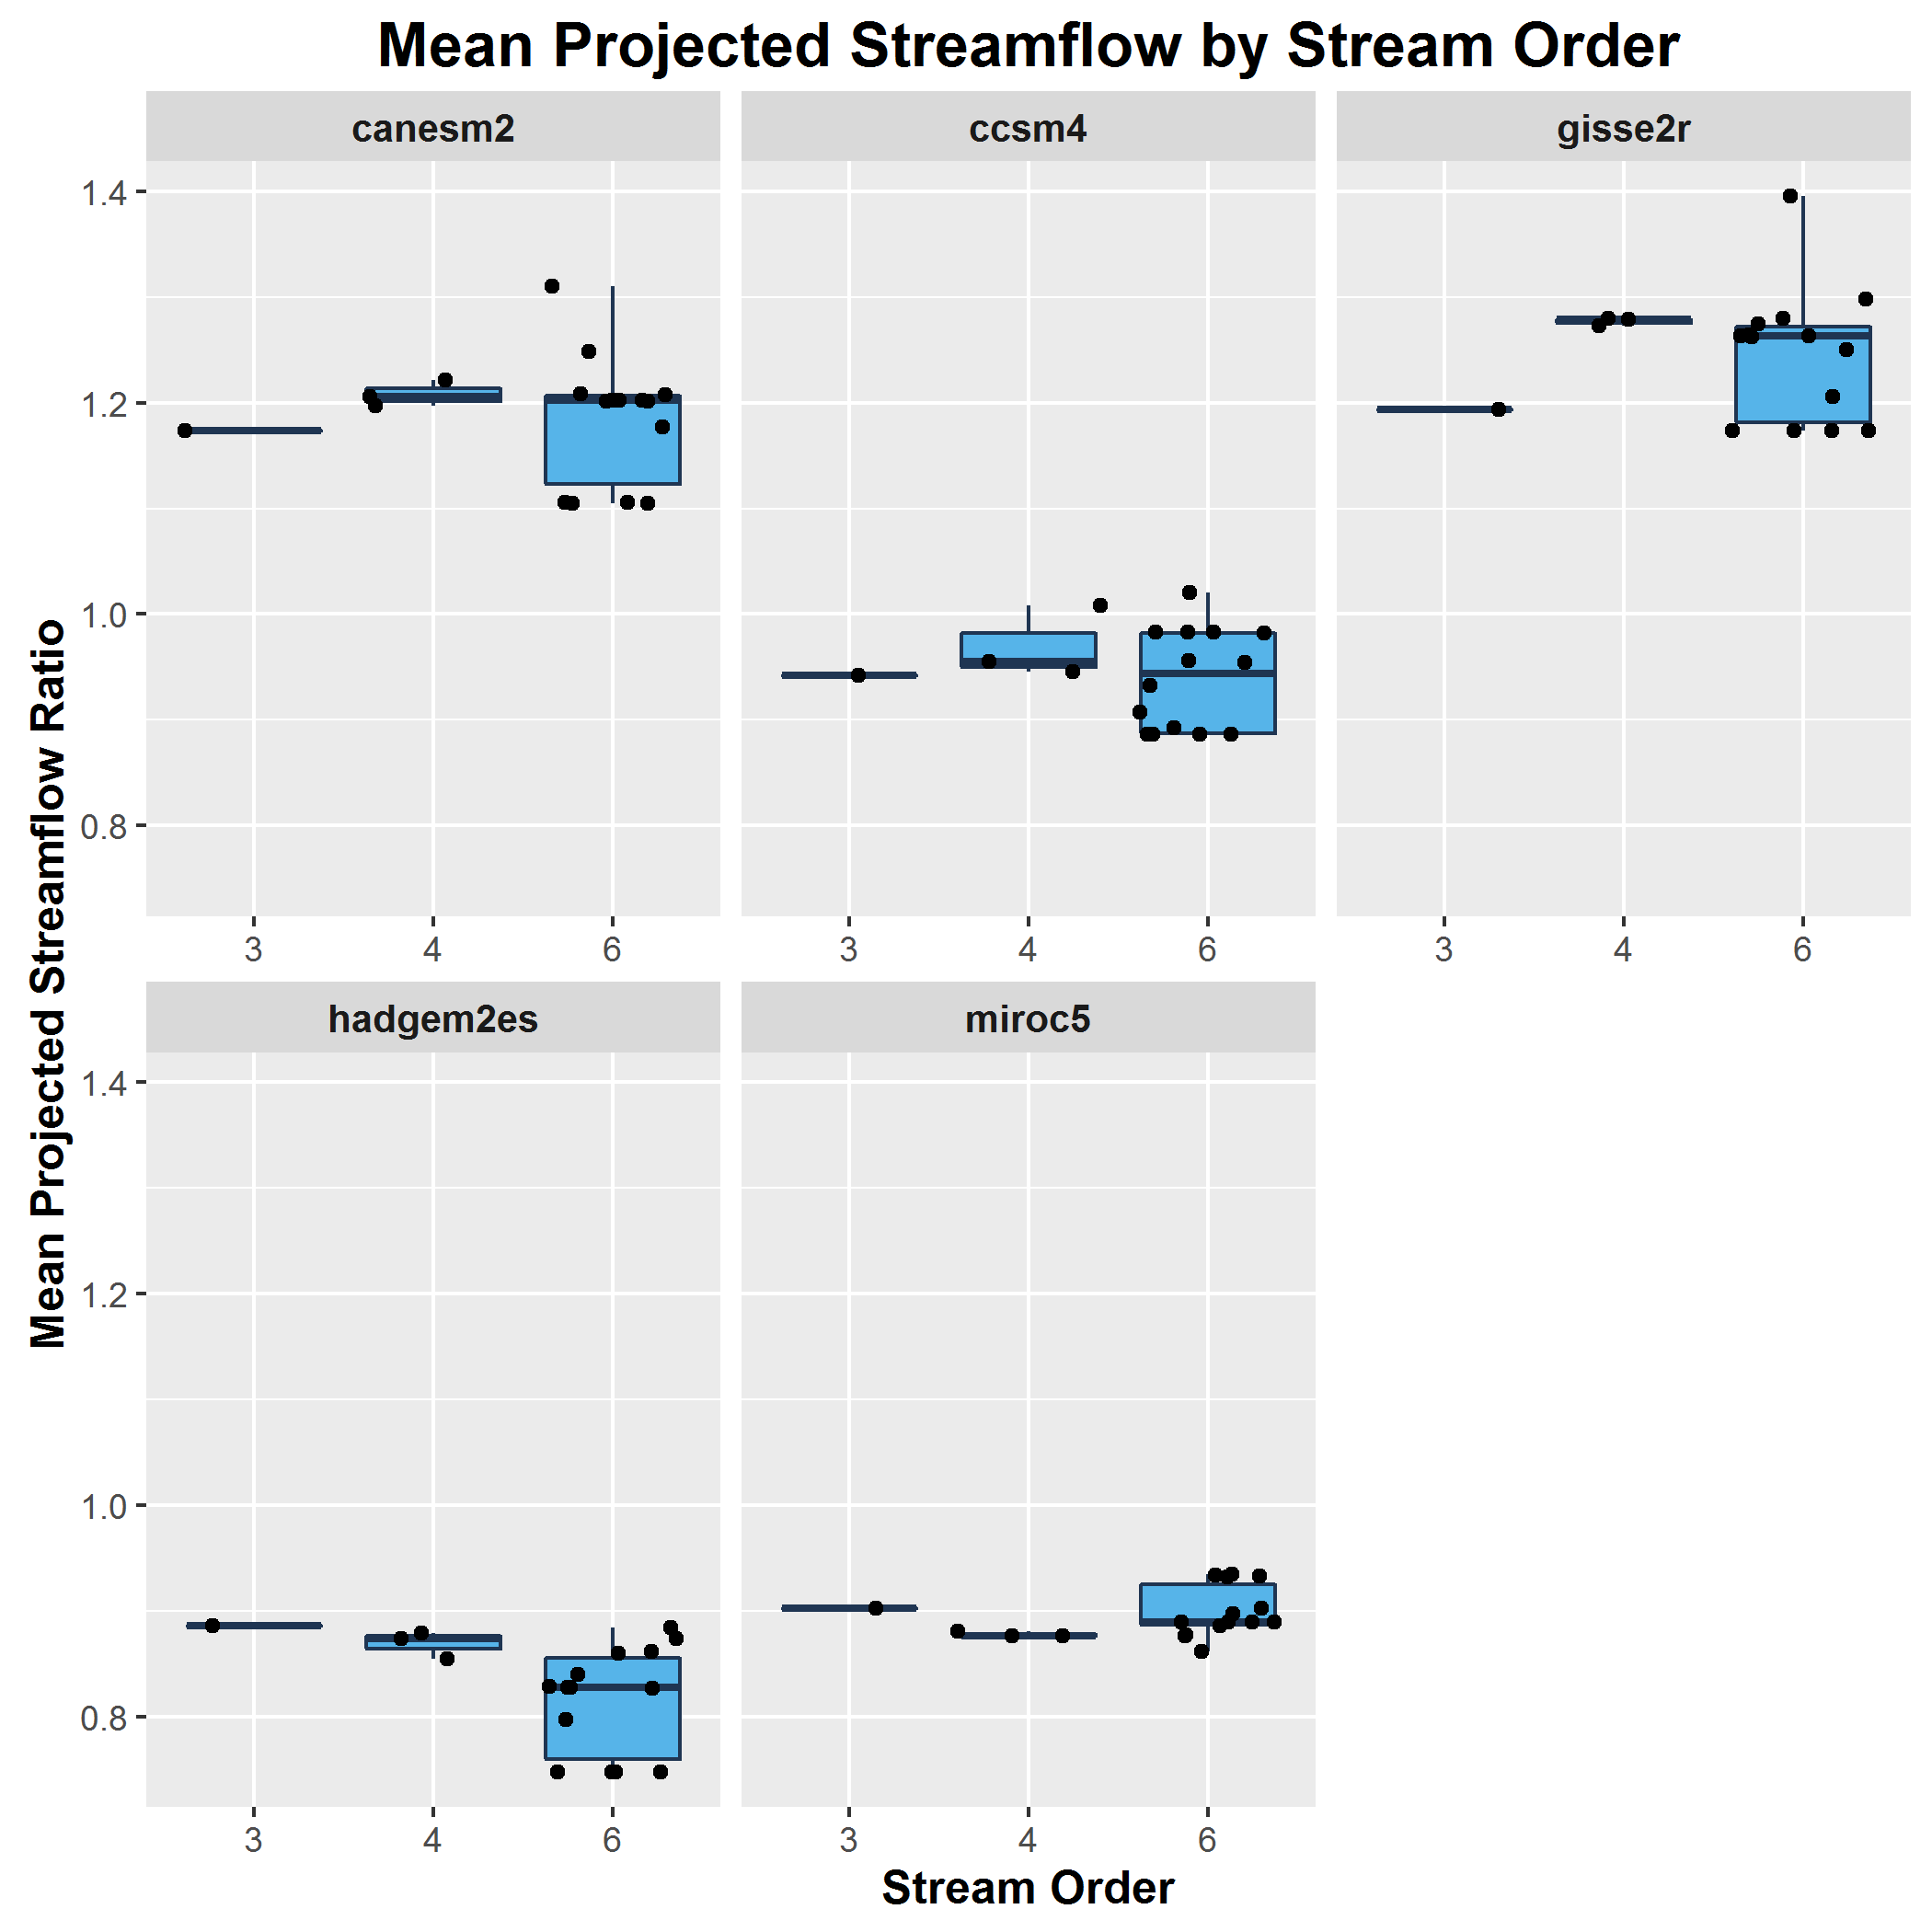 Mean Projected Streamflow by Stream Order
canesm2
ccsm4
gisse2r
1.4
1.2
1.0
0.8
3
4
6
3
4
6
3
4
6
Mean Projected Streamflow Ratio
hadgem2es
miroc5
1.4
1.2
1.0
0.8
3
4
6
3
4
6
Stream Order